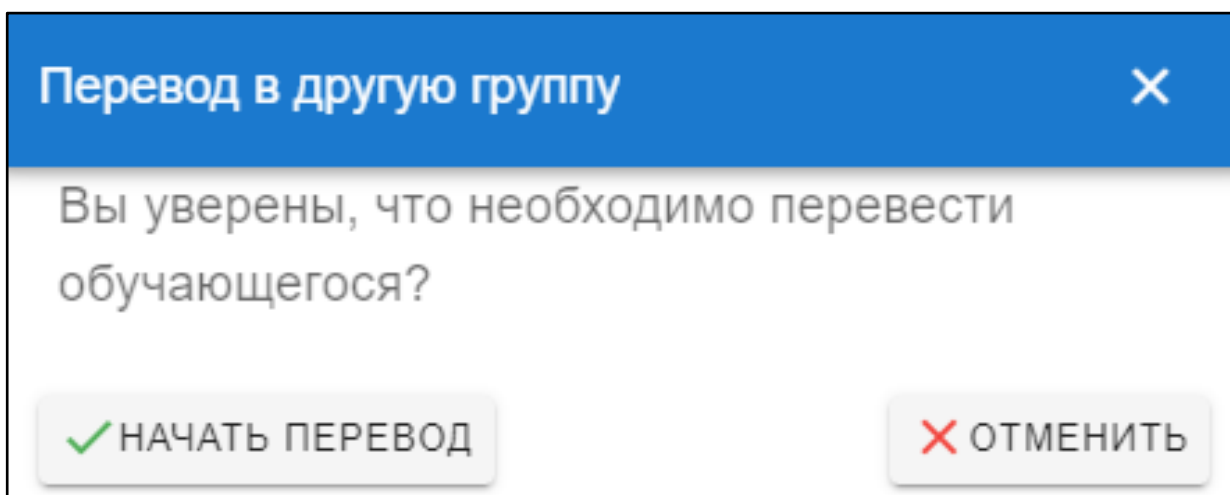 Перевод в другую группу
Вы уверены, что необходимо перевести
обучающегося?
НАЧАТЬ ПЕРЕВОД
ОТМЕНИТЬ